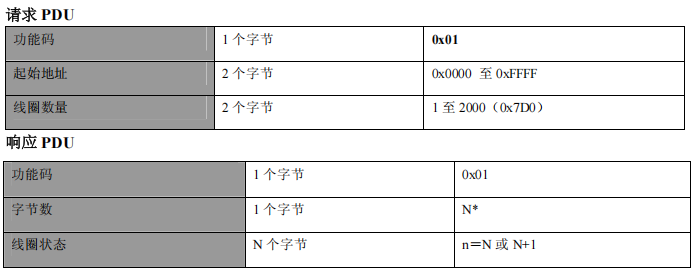 请求 PDU
功能码 1 个字节 0x01
起始地址 2 个字节 0x0000 至 0xFFFF
线圈数量 2 个字节 1 至 2000（0x7D0）
响应 PDU
功能码 1 个字节 0x01
字节数 1 个字节 N*
线圈状态 N 个字节 n＝N 或 N+1